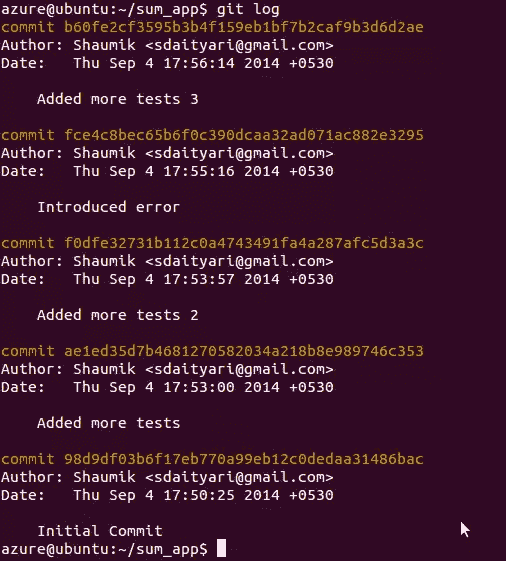 azure@ubuntu:~/sum_app$ git log
commit b60fe2cf3595b3b4f159eb1bf7b2caf9b3d6d2ae
Author: Shaumik <sdaityari@gmail.com>
Date:   Thu Sep 4 17:56:14 2014 +0530
Added more tests 3
commit fce4c8bec65b6f0c390dcaa32ad071ac882e3295
Author: Shaumik <sdaityari@gmail.com>
Date:   Thu Sep 4 17:55:16 2014 +0530
Introduced error
commit f0dfe32731b112c0a4743491fa4a287afc5d3a3c
Author: Shaumik <sdaityari@gmail.com>
Date:   Thu Sep 4 17:53:57 2014 +0530
Added more tests 2
commit ae1ed35d7b4681270582034a218b8e989746c353
Author: Shaumik <sdaityari@gmail.com>
Date:   Thu Sep 4 17:53:00 2014 +0530
Added more tests
commit 98d9df03b6f17eb770a99eb12c0dedaa31486bac
Author: Shaumik <sdaityari@gmail.com>
Date:   Thu Sep 4 17:50:25 2014 +0530
Initial Commit
azure@ubuntu:~/sum_app$